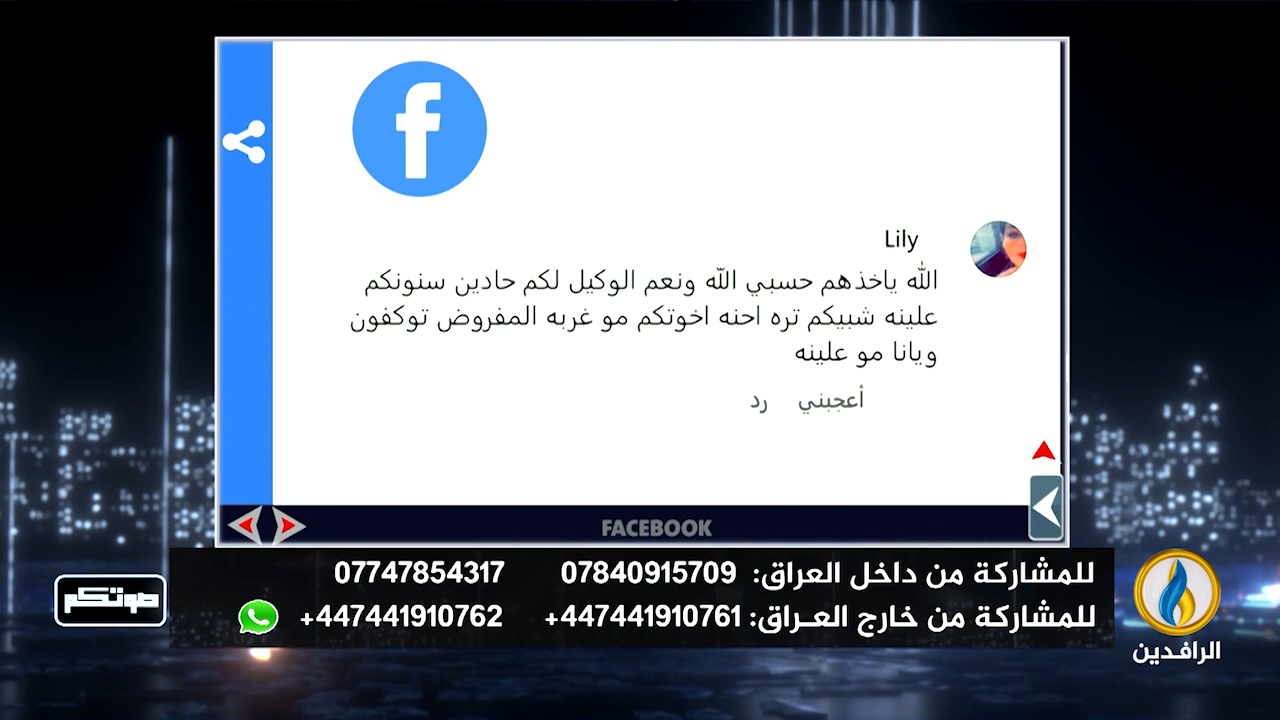 Lily
الله ياخذهم حسبي الله ونعم الوكيل لكم حادين سنونكم
علينه شبيكم تره احنه اخوتكم مو غربه المفروض توكفون
ويانا مو علينه
أعجبني رد
FACEBOOK
للمشاركة من داخل العراق: 07840915709 07747854317
للمشاركة من خارج العـراق: 447441910761+ 447441910762+
صوتكم
الرافدين